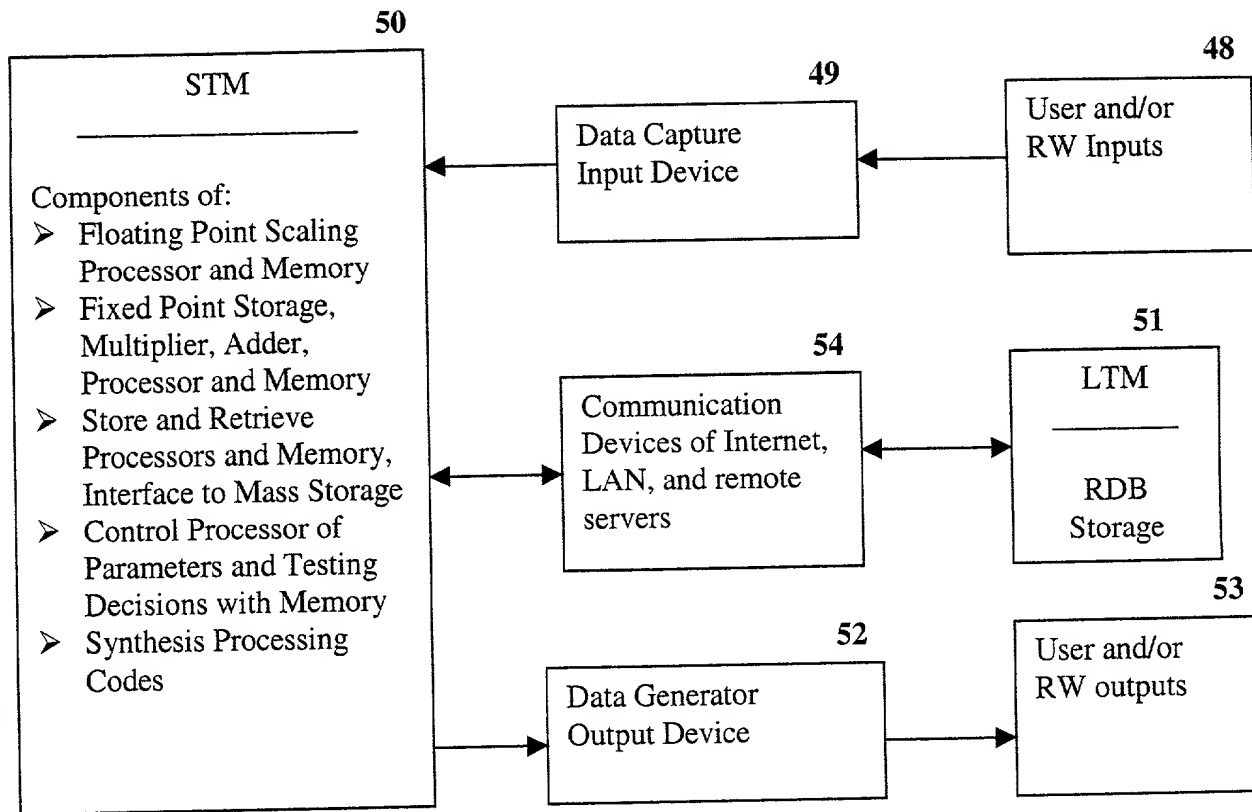 50
STM
Components of:
➢ Floating Point Scaling
Processor and Memory
➢ Fixed Point Storage,
Multiplier, Adder,
Processor and Memory
➢ Store and Retrieve
Processors and Memory,
Interface to Mass Storage
➢ Control Processor of
Parameters and Testing
Decisions with Memory
➢ Synthesis Processing
Codes
49
Data Capture
Input Device
48
User and/or
RW Inputs
54
Communication
Devices of Internet,
LAN, and remote
servers
51
LTM
RDB
Storage
52
Data Generator
Output Device
53
User and/or
RW outputs